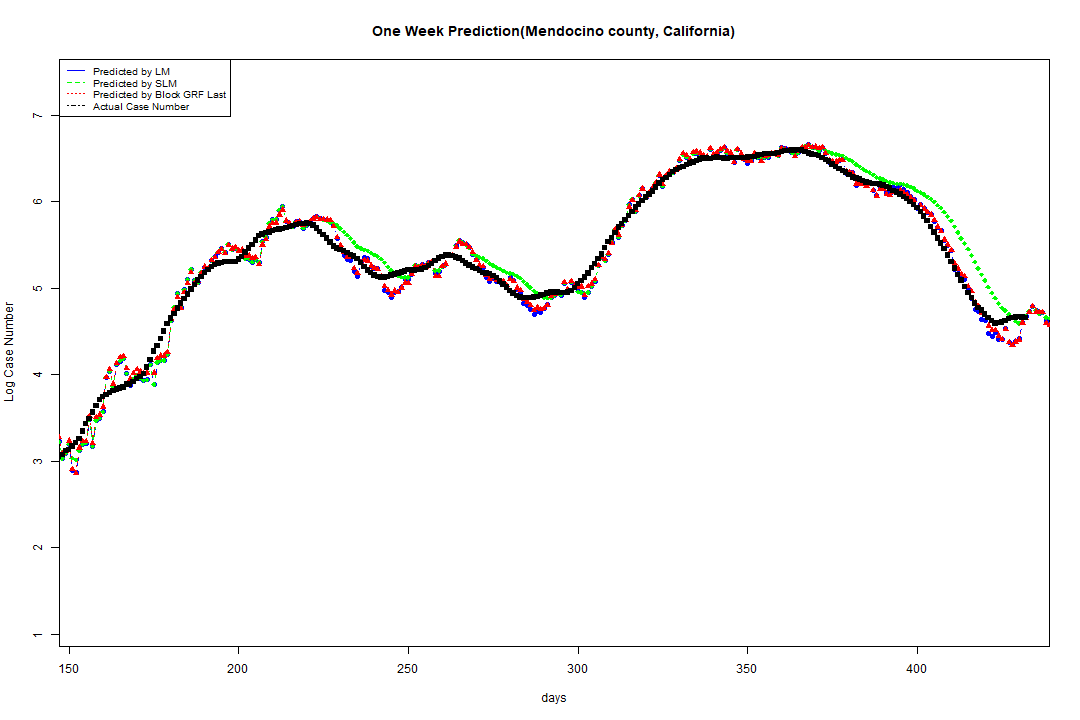 One Week Prediction(Mendocino county, California)
Predicted by LM
Predicted by SLM
Predicted by Block GRF Last
Actual Case Number
7
6
5
4
3
2
1
Log Case Number
150 200 250 300 350 400
days